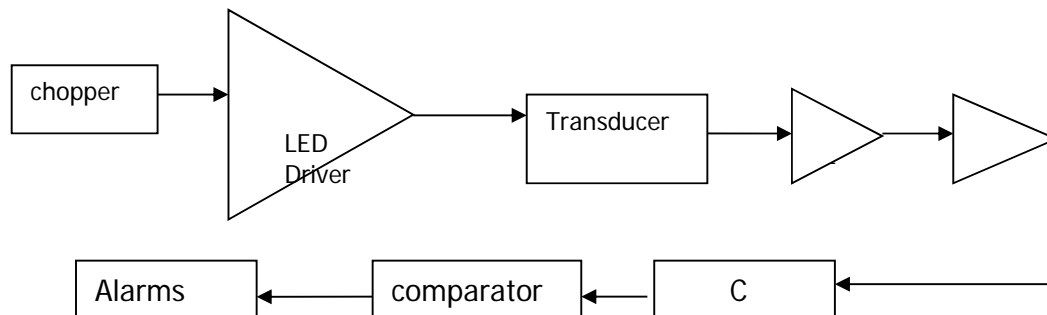 chopper
LED
Driver
Transducer
Alarms
comparator
C